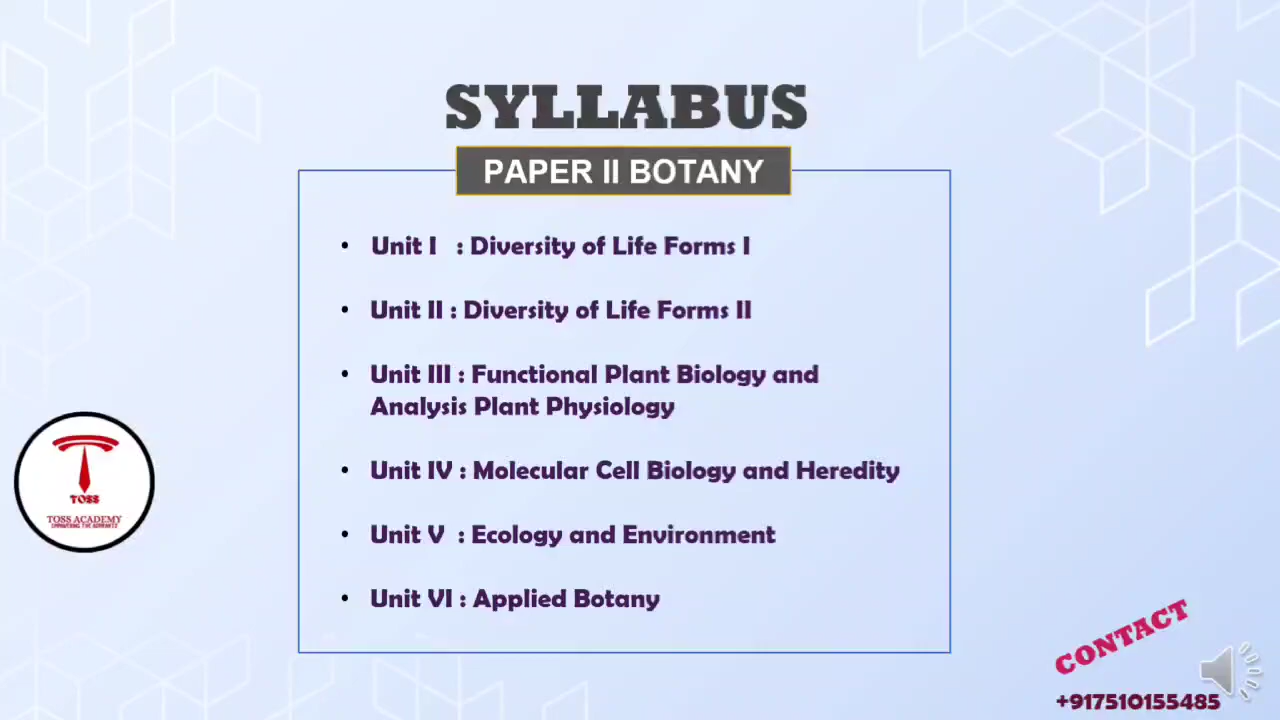 SYLLABUS
PAPER II BOTANY
• Unit I : Diversity of Life Forms I
• Unit II : Diversity of Life Forms II
• Unit III : Functional Plant Biology and
Analysis Plant Physiology
• Unit IV : Molecular Cell Biology and Heredity
• Unit V : Ecology and Environment
• Unit VI : Applied Botany
TOSS
TOSS ACADEMY
CONTACT
+917510155485